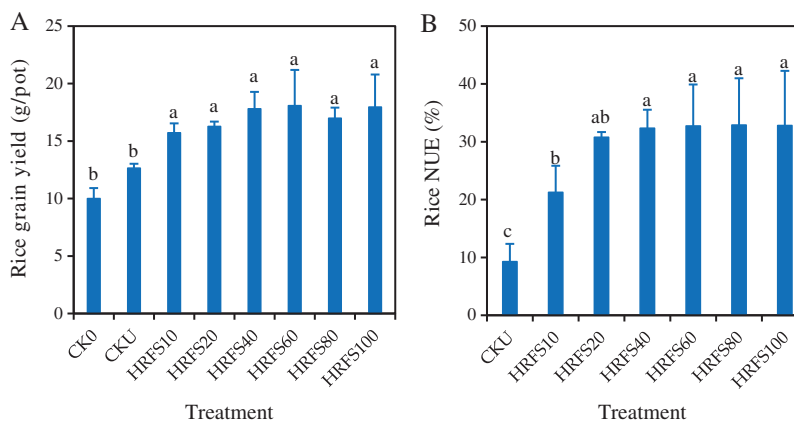 A
Rice grain yield (g/pot)
25
20
15
10
5
0
b
b
a
a
a
a
a
a
CK0
CKU
HRFS10
HRFS20
HRFS40
HRFS60
HRFS80
HRFS100
Treatment
B
Rice NUE (%)
50
40
30
20
10
0
c
b
ab
a
a
a
a
CKU
HRFS10
HRFS20
HRFS40
HRFS60
HRFS80
HRFS100
Treatment